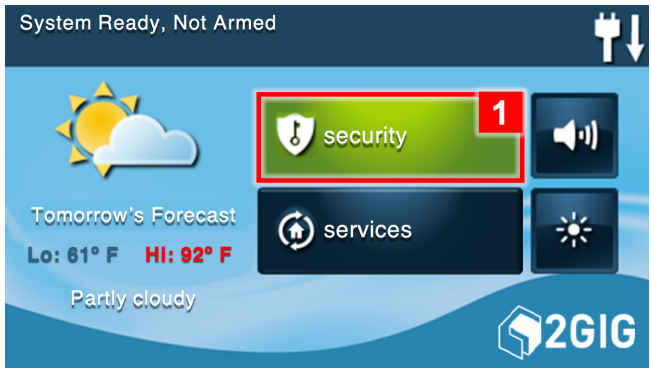 System Ready, Not Armed
1
security
services
Tomorrow's Forecast
Lo: 61° F HI: 92° F
Partly cloudy
2GIG